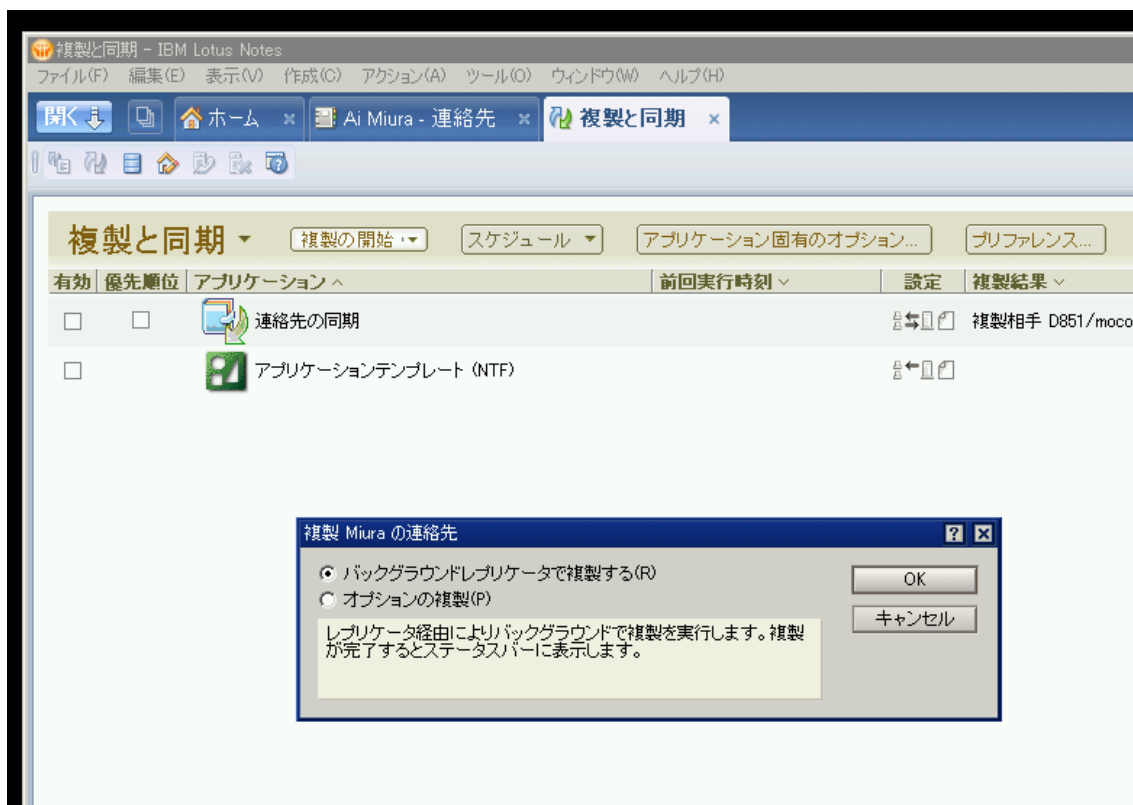 複製と同期 - IBM Lotus Notes
ファイル(F) 編集(E) 表示(V) 作成(C) アクション(A) ツール(O) ウィンドウ(W) ヘルプ(H)
開く ホーム Ai Miura - 連絡先 複製と同期
複製と同期 複製の開始 スケジュール アプリケーション固有のオプション... プリファレンス...
有効 優先順位 アプリケーション 前回実行時刻 設定 複製結果
連絡先の同期 複製相手 D851/moco
アプリケーションテンプレート (NTF)
複製 Miura の連絡先
バックグラウンドレプリケータで複製する(R) OK
オプションの複製(P) キャンセル
レプリケータ経由によりバックグラウンドで複製を実行します。複製
が完了するとステータスバーに表示します。